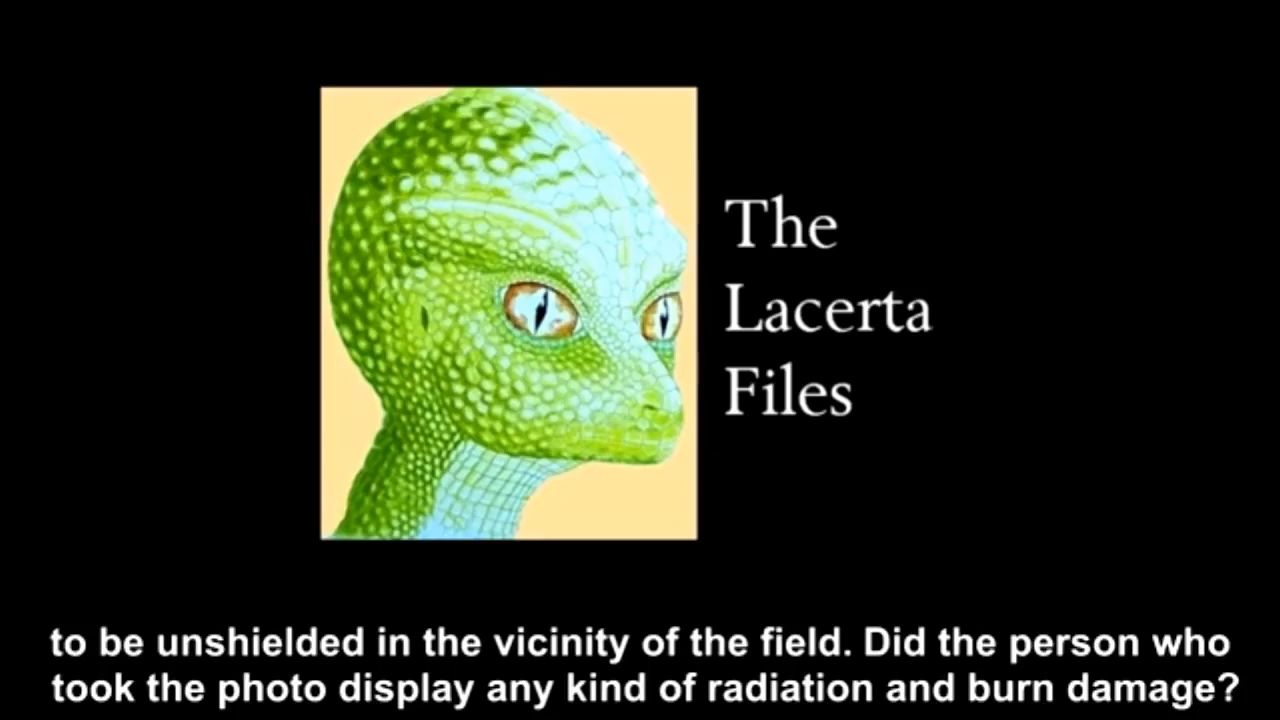 The
Lacerta
Files
to be unshielded in the vicinity of the field. Did the person who
took the photo display any kind of radiation and burn damage?